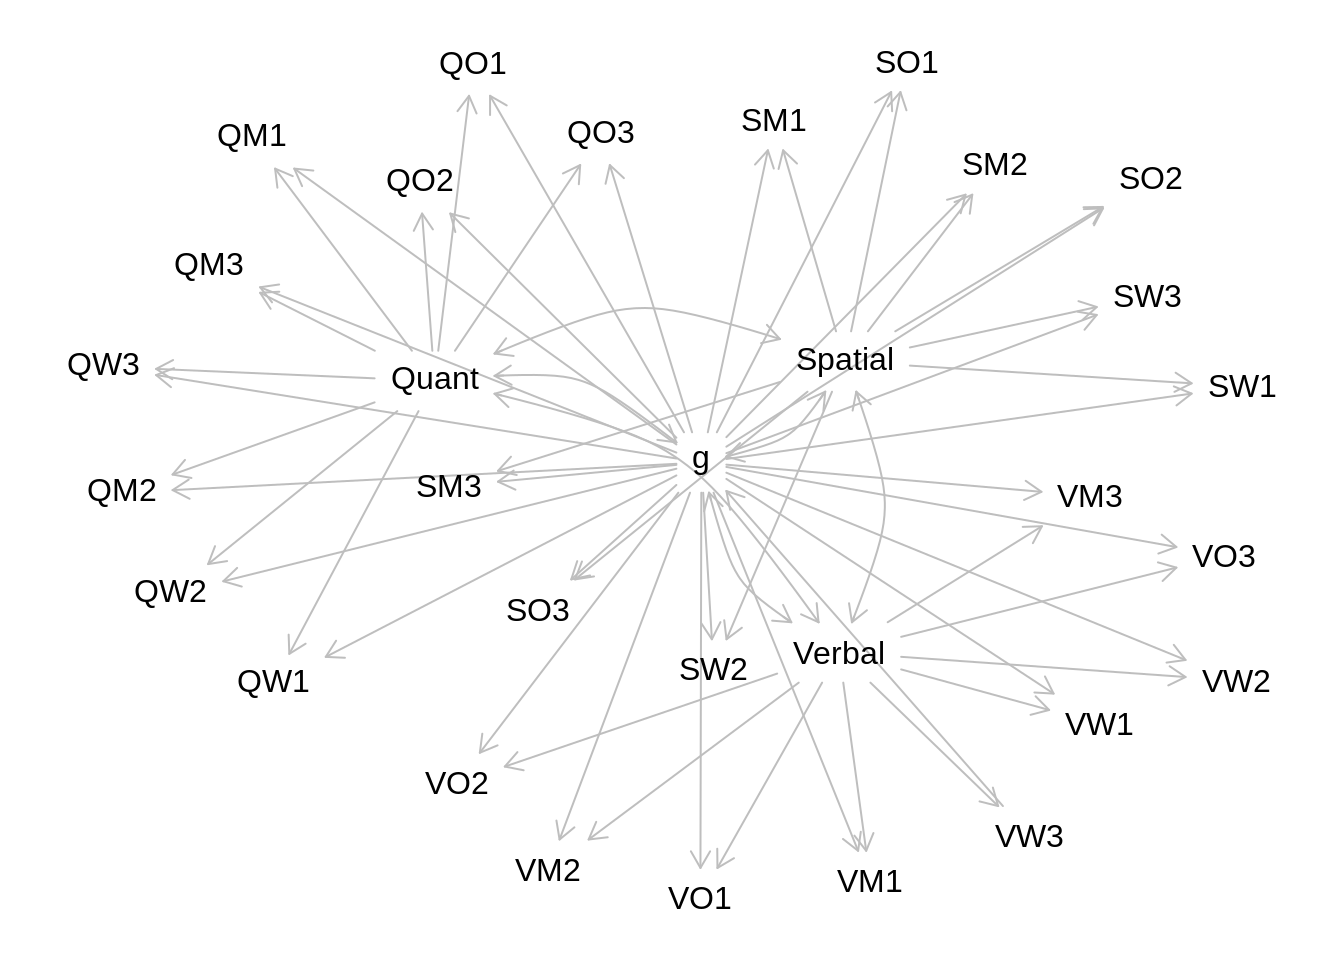 QO1
SO1
SM1
QO3
QM1
SM2
QO2
SO2
QM3
SW3
Spatial
QW3
Quant
SW1
g
SM3
QM2
VM3
VO3
QW2
SO3
Verbal
SW2
QW1
VW2
VW1
VO2
VW3
VM2
VM1
VO1